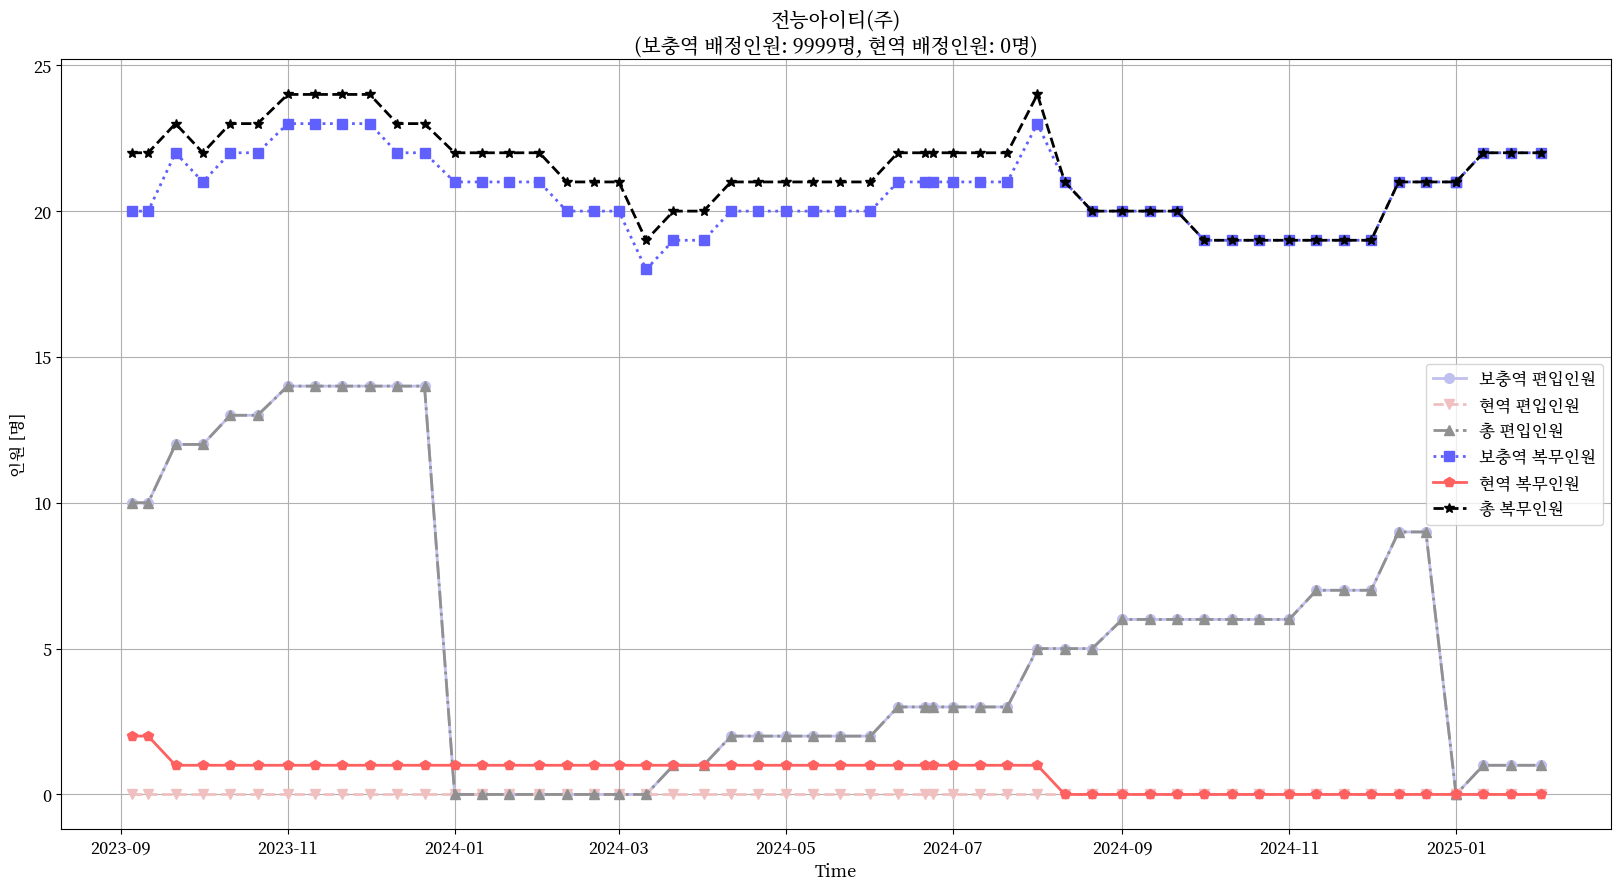 전능아이티(주)
(보충역 배정인원: 9999명, 현역 배정인원: 0명)
25
20
15
10
5
0
인원 [명]
보충역 편입인원
현역 편입인원
총 편입인원
보충역 복무인원
현역 복무인원
총 복무인원
2023-09 2023-11 2024-01 2024-03 2024-05 2024-07 2024-09 2024-11 2025-01
Time